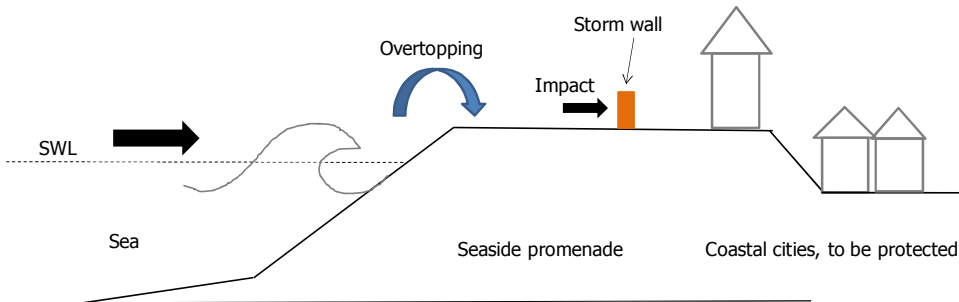 Storm wall
Overtopping
Impact
SWL
Sea
Seaside promenade
Coastal cities, to be protected